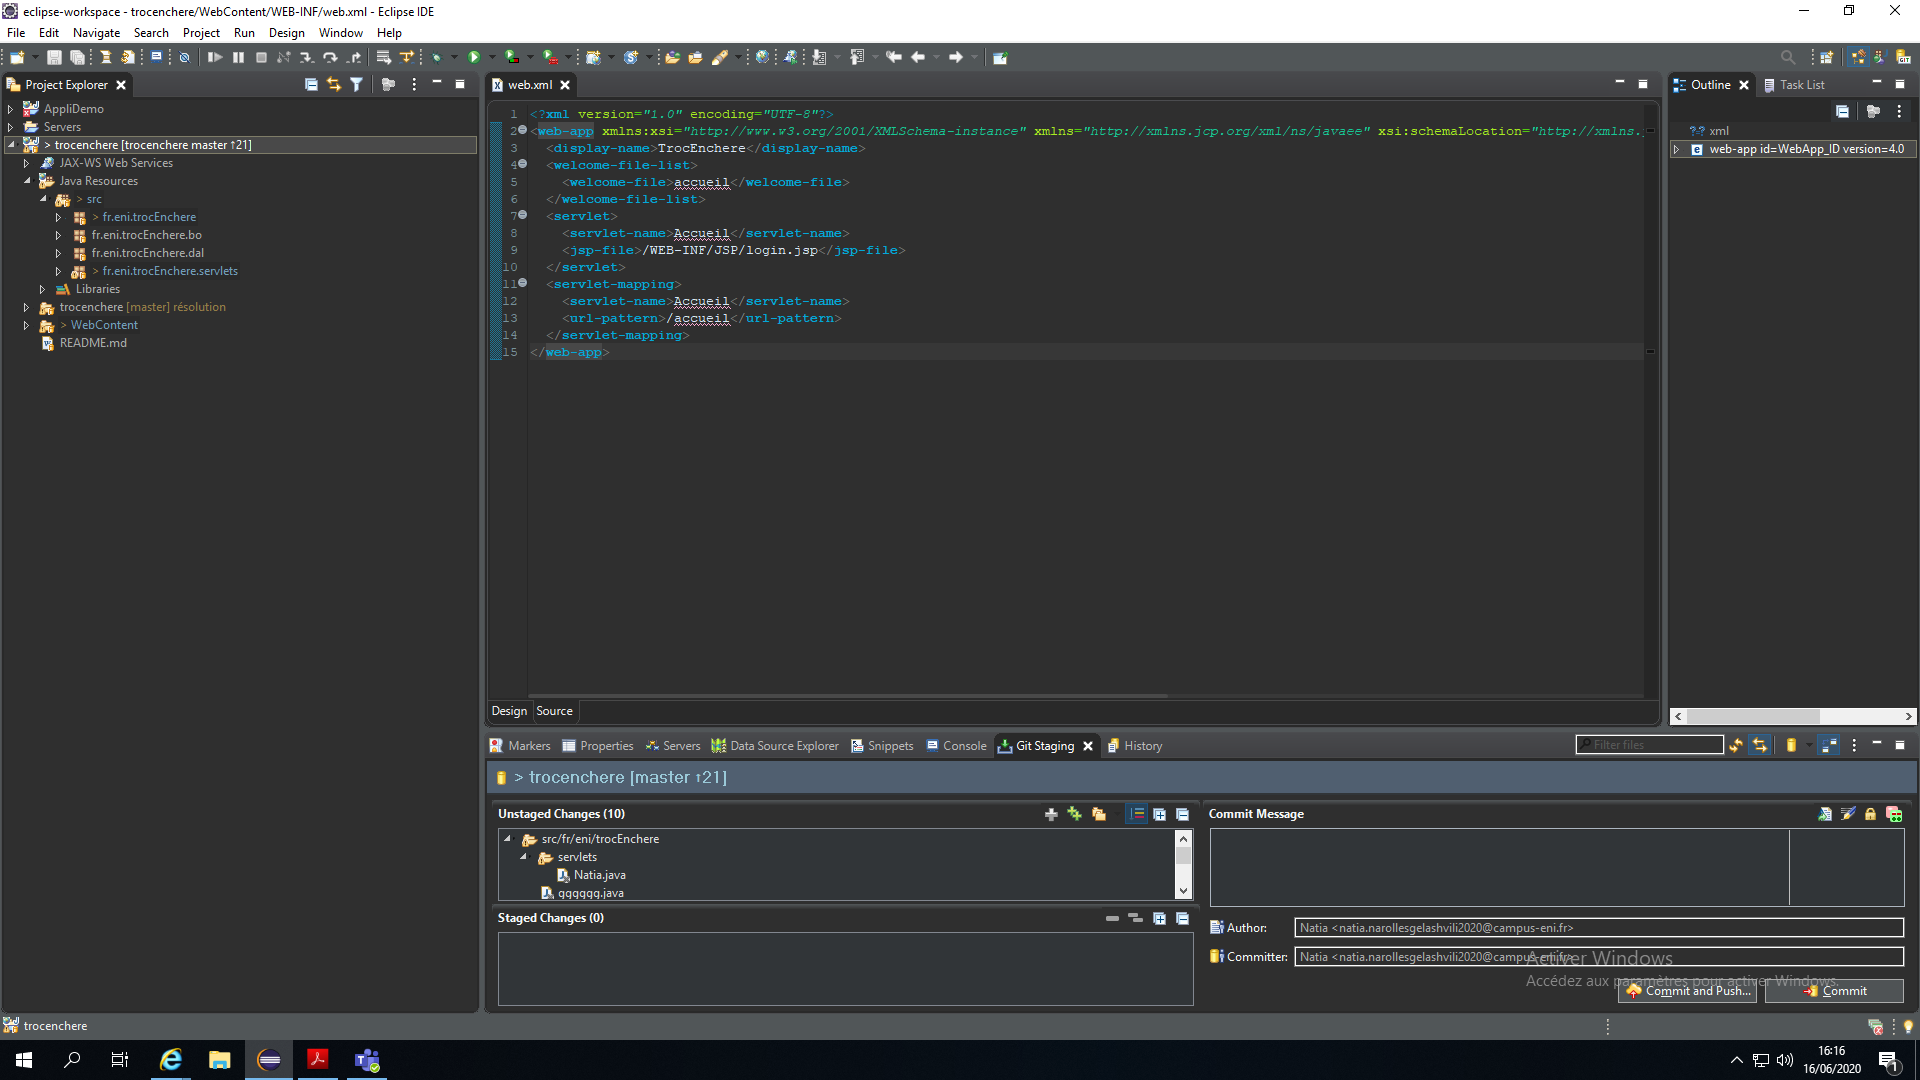 eclipse-workspace - trocenchere/WebContent/WEB-INF/web.xml - Eclipse IDE
File Edit Navigate Search Project Run Design Window Help
Project Explorer
AppliDemo
Servers
> trocenchere [trocenchere master ↑21]
JAX-WS Web Services
Java Resources
> src
> fr.eni.trocEnchere
fr.eni.trocEnchere.bo
fr.eni.trocEnchere.dal
> fr.eni.trocEnchere.servlets
Libraries
trocenchere [master] résolution
> WebContent
README.md
web.xml
1 <?xml version="1.0" encoding="UTF-8"?>
2 <web-app xmlns:xsi="http://www.w3.org/2001/XMLSchema-instance" xmlns="http://xmlns.jcp.org/xml/ns/javaee" xsi:schemaLocation="http://xmlns.
3 <display-name>TrocEnchere</display-name>
4 <welcome-file-list>
5 <welcome-file>accueil</welcome-file>
6 </welcome-file-list>
7 <servlet>
8 <servlet-name>Accueil</servlet-name>
9 <jsp-file>/WEB-INF/JSP/login.jsp</jsp-file>
10 </servlet>
11 <servlet-mapping>
12 <servlet-name>Accueil</servlet-name>
13 <url-pattern>/accueil</url-pattern>
14 </servlet-mapping>
15 </web-app>
Design Source
Outline Task List
?? xml
web-app id=WebApp_ID version=4.0
Markers Properties Servers Data Source Explorer Snippets Console Git Staging History
Filter files
> trocenchere [master ↑21]
Unstaged Changes (10)
src/fr/eni/trocEnchere
servlets
Natia.java
qqqqqq.java
Staged Changes (0)
Commit Message
Author: Natia <natia.narollesgelashvili2020@campus-eni.fr>
Committer: Natia <natia.narollesgelashvili2020@campus-eni.fr>
Activer Windows
Accédez aux paramètres pour activer Windows.
Commit and Push... Commit
trocenchere
16:16
16/06/2020
1